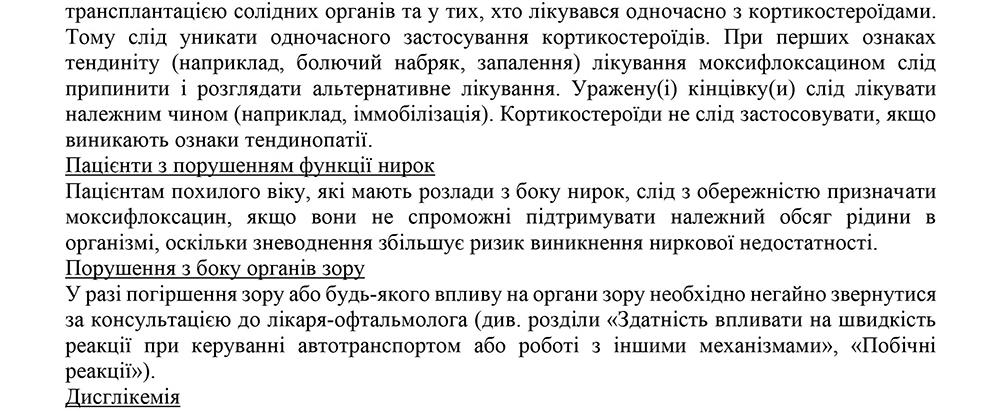 трансплантацією солідних органів та у тих, хто лікувався одночасно з кортикостероїдами.
Тому слід уникати одночасного застосування кортикостероїдів. При перших ознаках
тендиніту (наприклад, болючий набряк, запалення) лікування моксифлоксацином слід
припинити і розглядати альтернативне лікування. Уражену(і) кінцівку(и) слід лікувати
належним чином (наприклад, іммобілізація). Кортикостероїди не слід застосовувати, якщо
виникають ознаки тендинопатії.
Пацієнти з порушенням функції нирок
Пацієнтам похилого віку, які мають розлади з боку нирок, слід з обережністю призначати
моксифлоксацин, якщо вони не спроможні підтримувати належний обсяг рідини в
організмі, оскільки зневоднення збільшує ризик виникнення ниркової недостатності.
Порушення з боку органів зору
У разі погіршення зору або будь-якого впливу на органи зору необхідно негайно звернутися
за консультацією до лікаря-офтальмолога (див. розділи «Здатність впливати на швидкість
реакції при керуванні автотранспортом або роботі з іншими механізмами», «Побічні
реакції»).
Дисглікемія